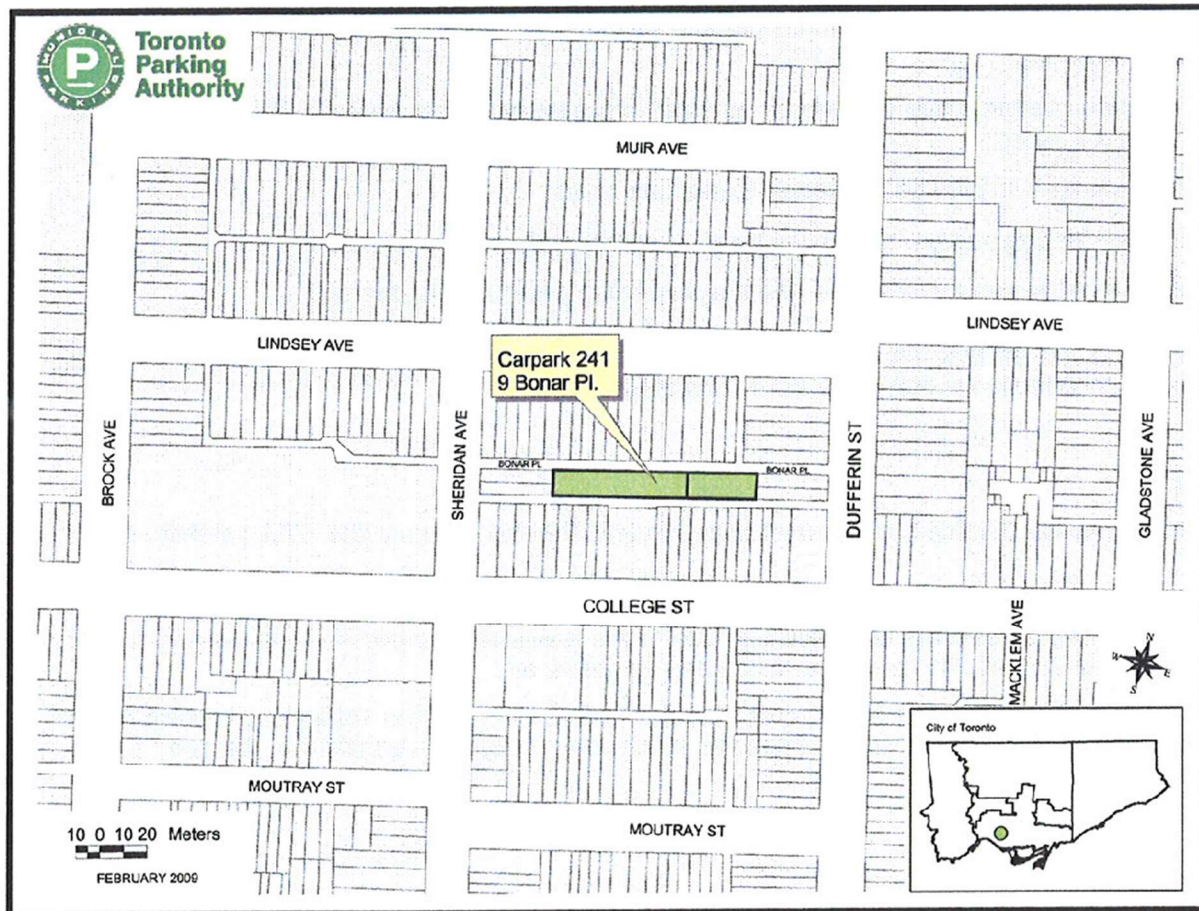 MUNICIPAL PARKING
P
Toronto
Parking
Authority
MUIR AVE
LINDSEY AVE
LINDSEY AVE
Carpark 241
9 Bonar Pl.
BROCK AVE
SHERIDAN AVE
BONAR PL
BONAR PL
DUFFERIN ST
GLADSTONE AVE
COLLEGE ST
MACKLEM AVE
N
W
E
S
MOUTRAY ST
MOUTRAY ST
10 0 10 20 Meters
FEBRUARY 2009
City of Toronto